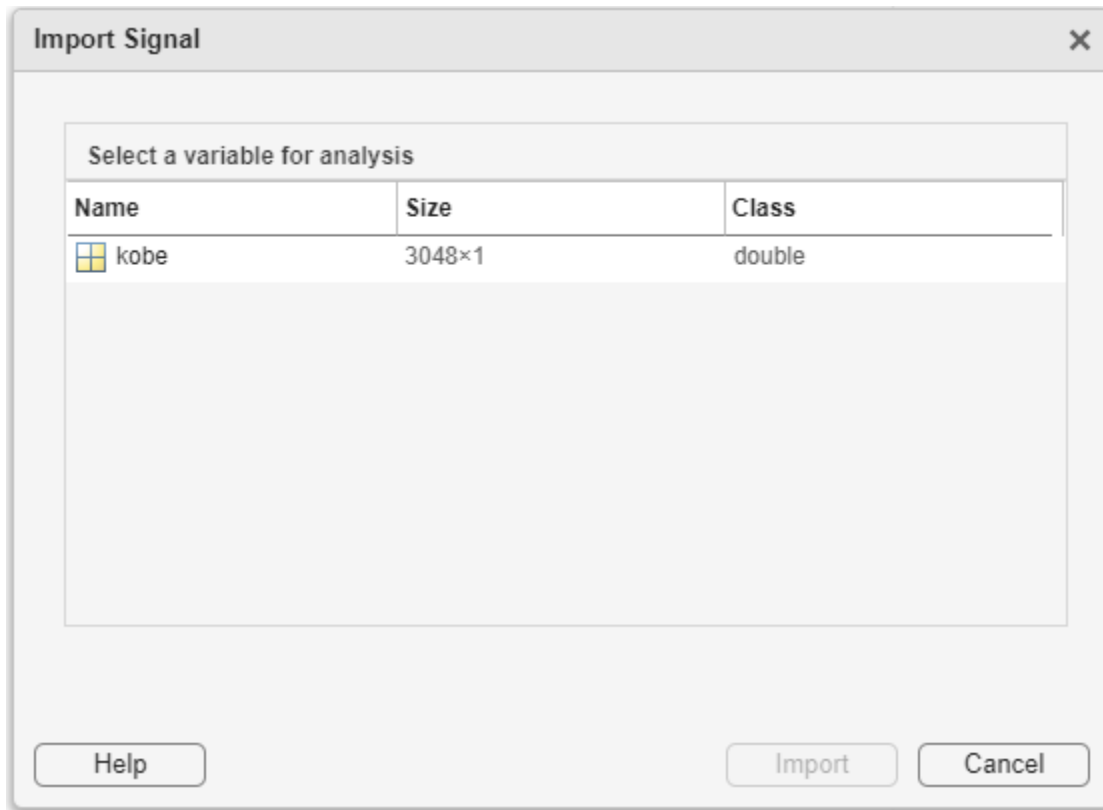 Import Signal
Select a variable for analysis
Name Size Class
kobe 3048×1 double
Help Import Cancel